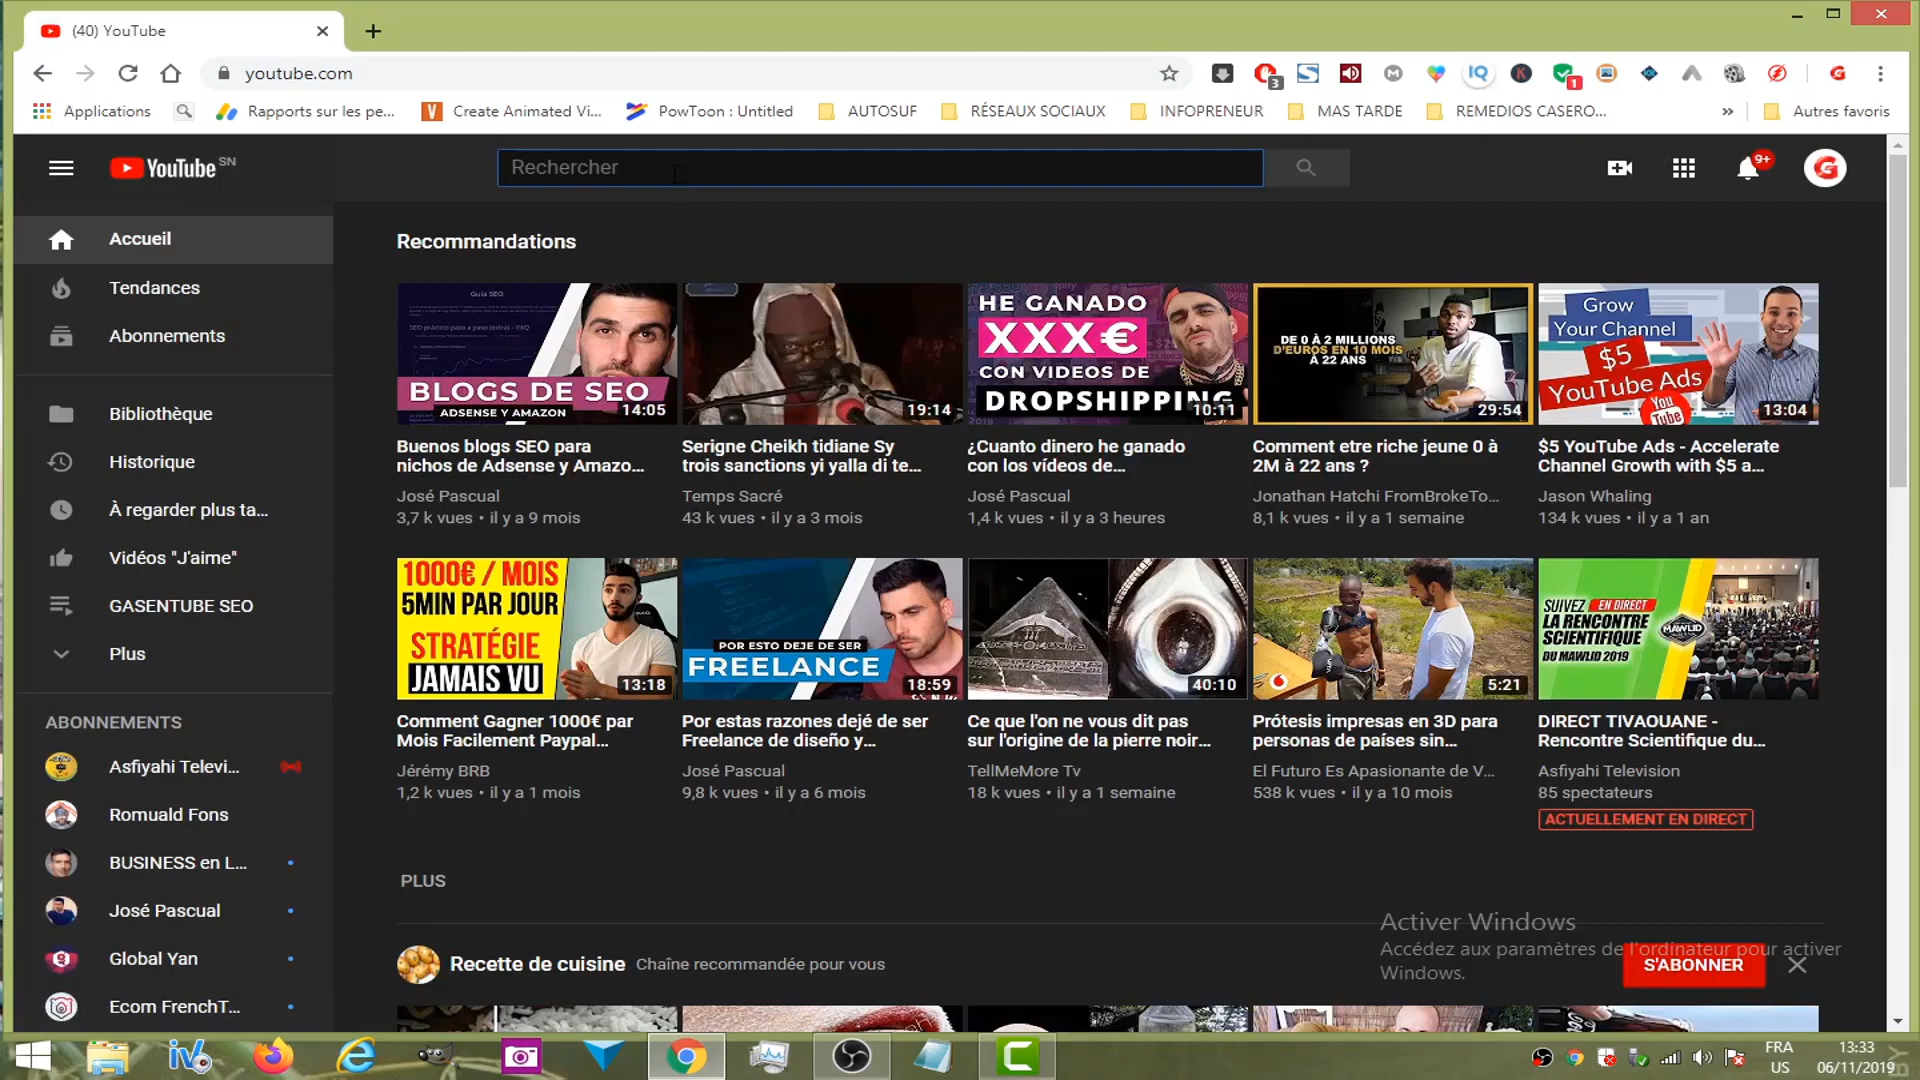 (40) YouTube
youtube.com
3
IQ
K
1
Applications
Rapports sur les pe...
Create Animated Vi...
PowToon : Untitled
AUTOSUF
RÉSEAUX SOCIAUX
INFOPRENEUR
MAS TARDE
REMEDIOS CASERO...
»
Autres favoris
YouTube SN
Rechercher
9+
Accueil
Tendances
Abonnements
Bibliothèque
Historique
À regarder plus ta...
Vidéos "J'aime"
GASENTUBE SEO
Plus
ABONNEMENTS
Asfiyahi Televi...
Romuald Fons
BUSINESS en L...
José Pascual
Global Yan
Ecom FrenchT...
Recommandations
Guía SEO
BLOGS DE SEO
ADSENSE Y AMAZON
14:05
Buenos blogs SEO para
nichos de Adsense y Amazo...
José Pascual
3,7 k vues • il y a 9 mois
19:14
Serigne Cheikh tidiane Sy
trois sanctions yi yalla di te...
Temps Sacré
43 k vues • il y a 3 mois
HE GANADO
XXX€
CON VIDEOS DE
DROPSHIPPING
10:11
¿Cuanto dinero he ganado
con los vídeos de...
José Pascual
1,4 k vues • il y a 3 heures
DE 0 À 2 MILLIONS
D'EUROS EN 10 MOIS
À 22 ANS
29:54
Comment etre riche jeune 0 à
2M à 22 ans ?
Jonathan Hatchi FromBrokeTo...
8,1 k vues • il y a 1 semaine
Grow
Your Channel
$5
YouTube Ads
You
Tube
13:04
$5 YouTube Ads - Accelerate
Channel Growth with $5 a...
Jason Whaling
134 k vues • il y a 1 an
1000€ / MOIS
5MIN PAR JOUR
STRATÉGIE
JAMAIS VU
13:18
Comment Gagner 1000€ par
Mois Facilement Paypal...
Jérémy BRB
1,2 k vues • il y a 1 mois
POR ESTO DEJE DE SER
FREELANCE
18:59
Por estas razones dejé de ser
Freelance de diseño y...
José Pascual
9,8 k vues • il y a 6 mois
40:10
Ce que l'on ne vous dit pas
sur l'origine de la pierre noir...
TellMeMore Tv
18 k vues • il y a 1 semaine
5:21
Prótesis impresas en 3D para
personas de países sin...
El Futuro Es Apasionante de V...
538 k vues • il y a 10 mois
SUIVEZ EN DIRECT
LA RENCONTRE
SCIENTIFIQUE
DU MAWLID 2019
MAWLID
DIRECT TIVAOUANE -
Rencontre Scientifique du...
Asfiyahi Television
85 spectateurs
ACTUELLEMENT EN DIRECT
PLUS
Recette de cuisine Chaîne recommandée pour vous
S'ABONNER
Activer Windows
Accédez aux paramètres de l'ordinateur pour activer
Windows.
FRA
US
13:33
06/11/2019